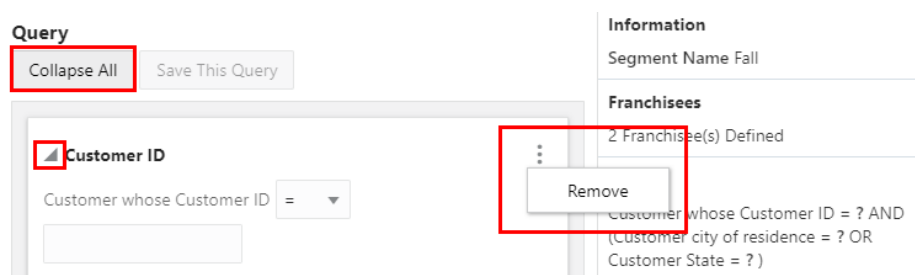 Query
Collapse All
Save This Query
Customer ID
Customer whose Customer ID =
Remove
Information
Segment Name Fall
Franchisees
2 Franchisee(s) Defined
Customer whose Customer ID = ? AND
(Customer city of residence = ? OR
Customer State = ? )